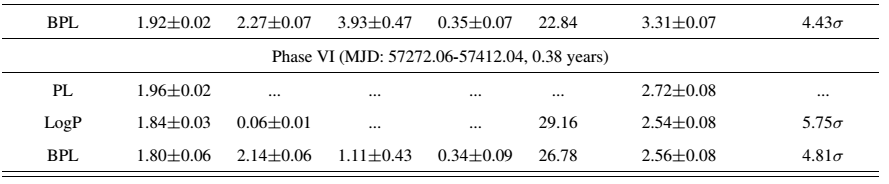 BPL 1.92±0.02 2.27±0.07 3.93±0.47 0.35±0.07 22.84 3.31±0.07 4.43σ
Phase VI (MJD: 57272.06-57412.04, 0.38 years)
PL 1.96±0.02 ... ... ... ... 2.72±0.08 ...
LogP 1.84±0.03 0.06±0.01 ... ... 29.16 2.54±0.08 5.75σ
BPL 1.80±0.06 2.14±0.06 1.11±0.43 0.34±0.09 26.78 2.56±0.08 4.81σ